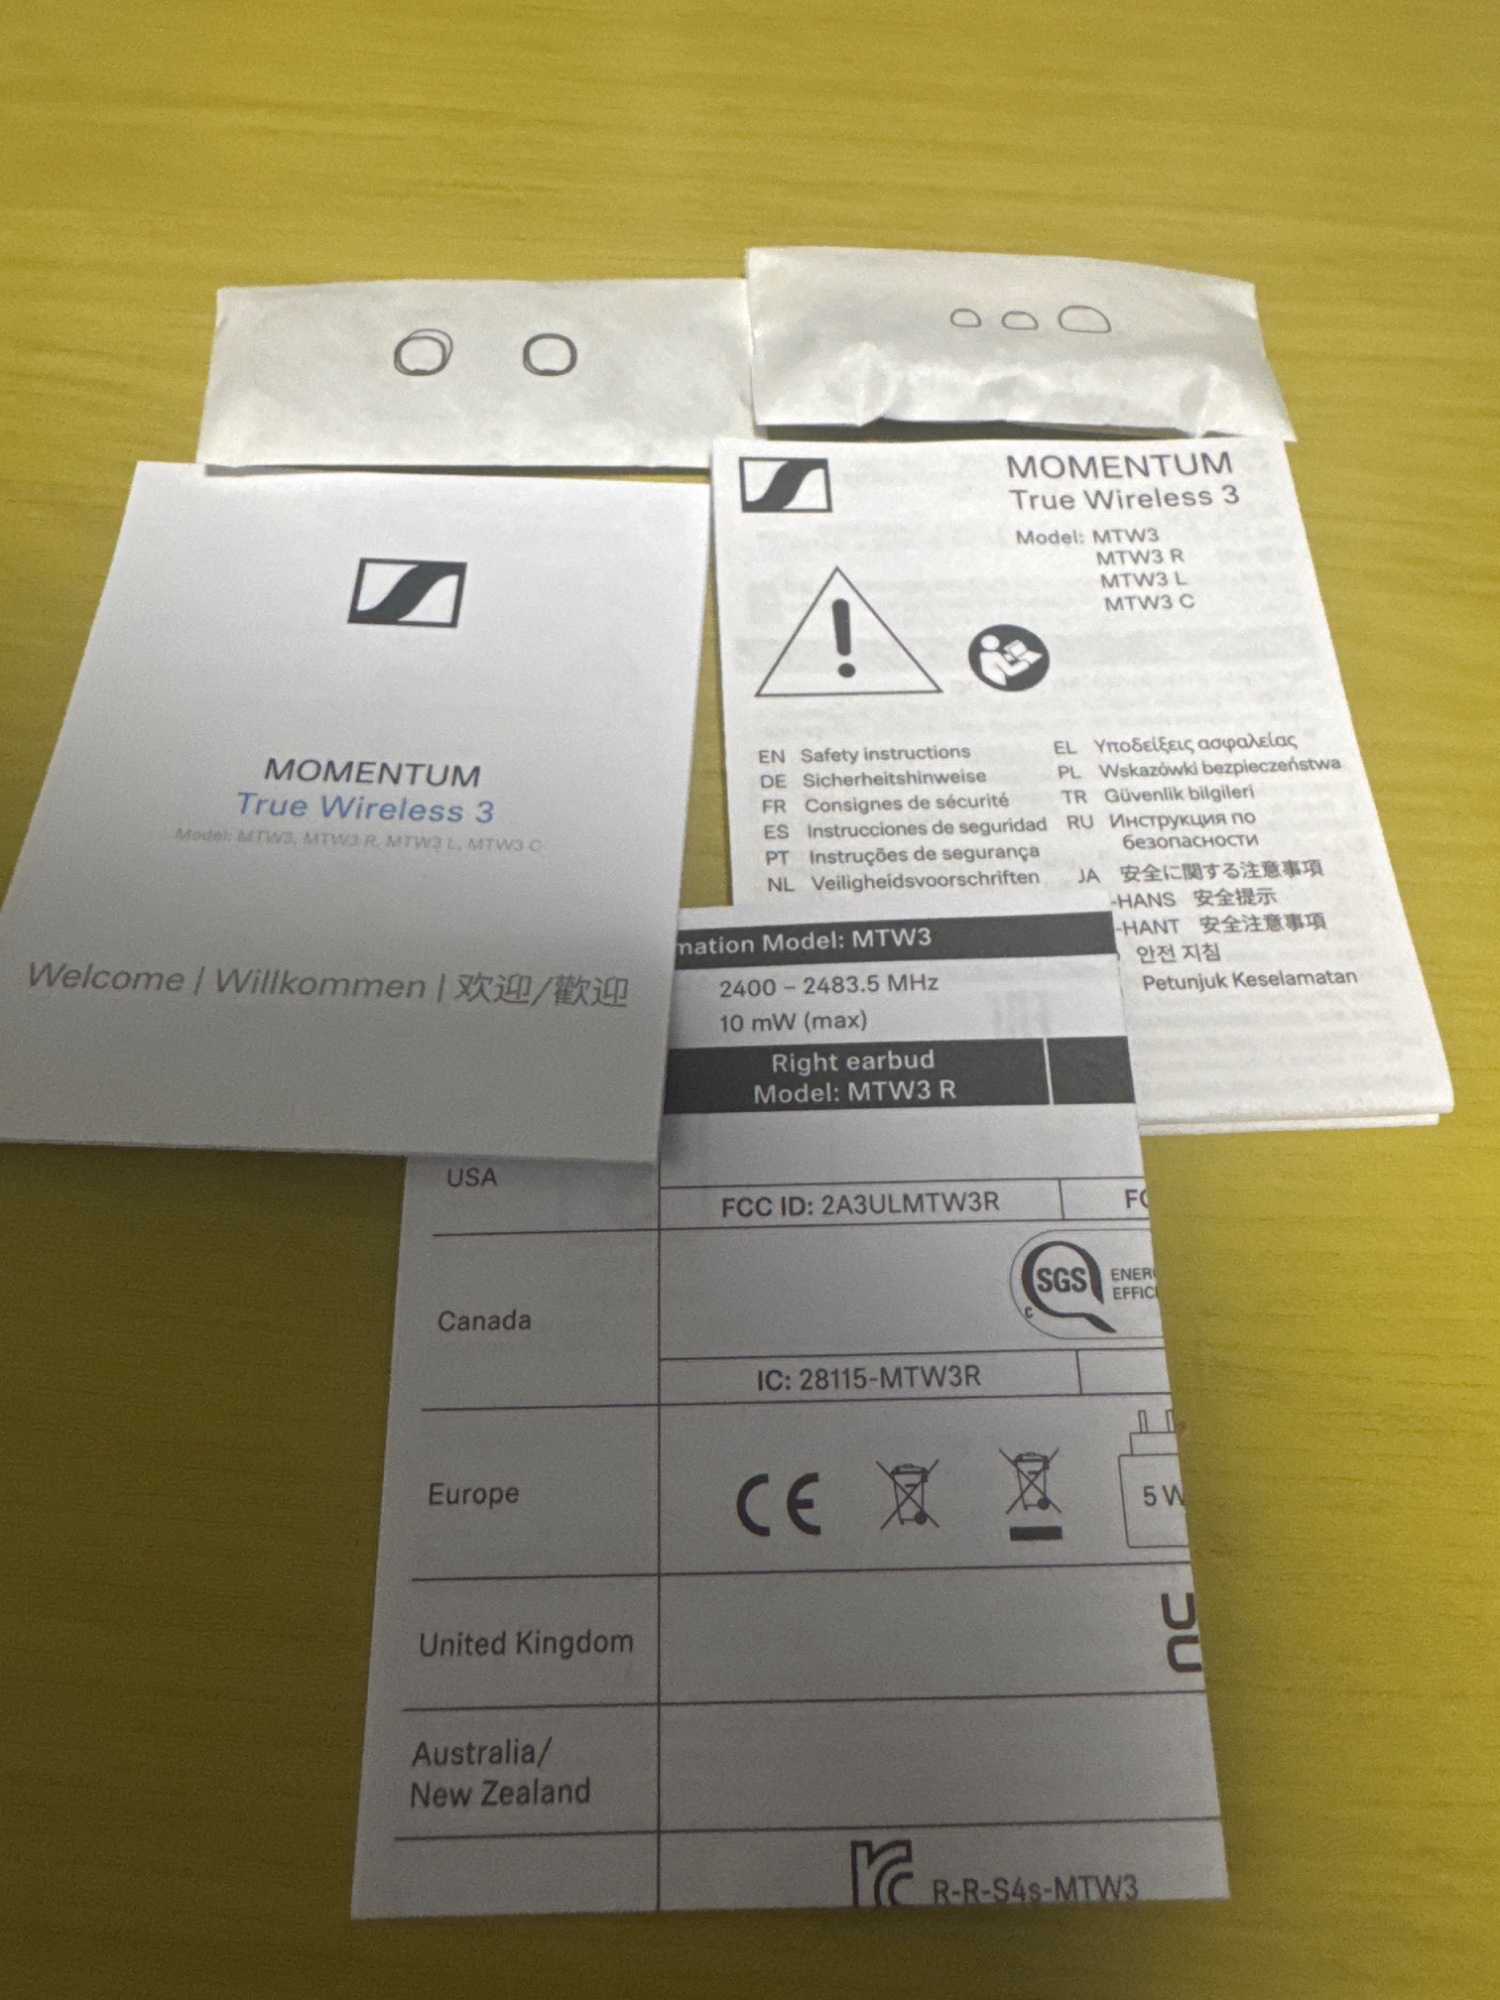 MOMENTUM
True Wireless 3
Model: MTW3, MTW3 R, MTW3 L, MTW3 C
Welcome | Willkommen | 欢迎/歡迎
MOMENTUM
True Wireless 3
Model: MTW3
MTW3 R
MTW3 L
MTW3 C
EN Safety instructions
DE Sicherheitshinweise
FR Consignes de sécurité
ES Instrucciones de seguridad
PT Instruções de segurança
NL Veiligheidsvoorschriften
EL Υποδείξεις ασφαλείας
PL Wskazówki bezpieczeństwa
TR Güvenlik bilgileri
RU Инструкция по
безопасности
JA 安全に関する注意事項
-HANS 安全提示
-HANT 安全注意事項
안전 지침
Petunjuk Keselamatan
mation Model: MTW3
2400 – 2483.5 MHz
10 mW (max)
Right earbud
Model: MTW3 R
USA
FCC ID: 2A3ULMTW3R
FC
Canada
SGS
C
ENER
EFFIC
IC: 28115-MTW3R
Europe
CE
5 W
United Kingdom
Australia/
New Zealand
R-R-S4s-MTW3